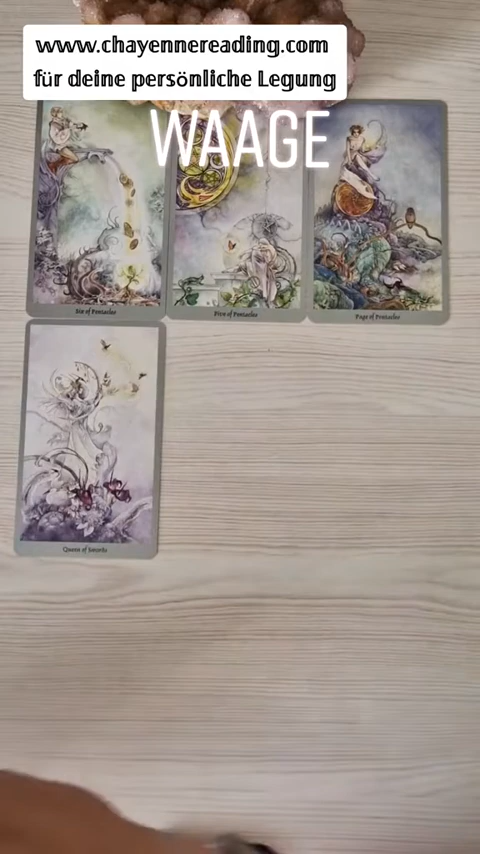 www.chayennereading.com
für deine persönliche Legung
WAAGE
Six of Pentacles
Five of Pentacles
Page of Pentacles
Queen of Swords